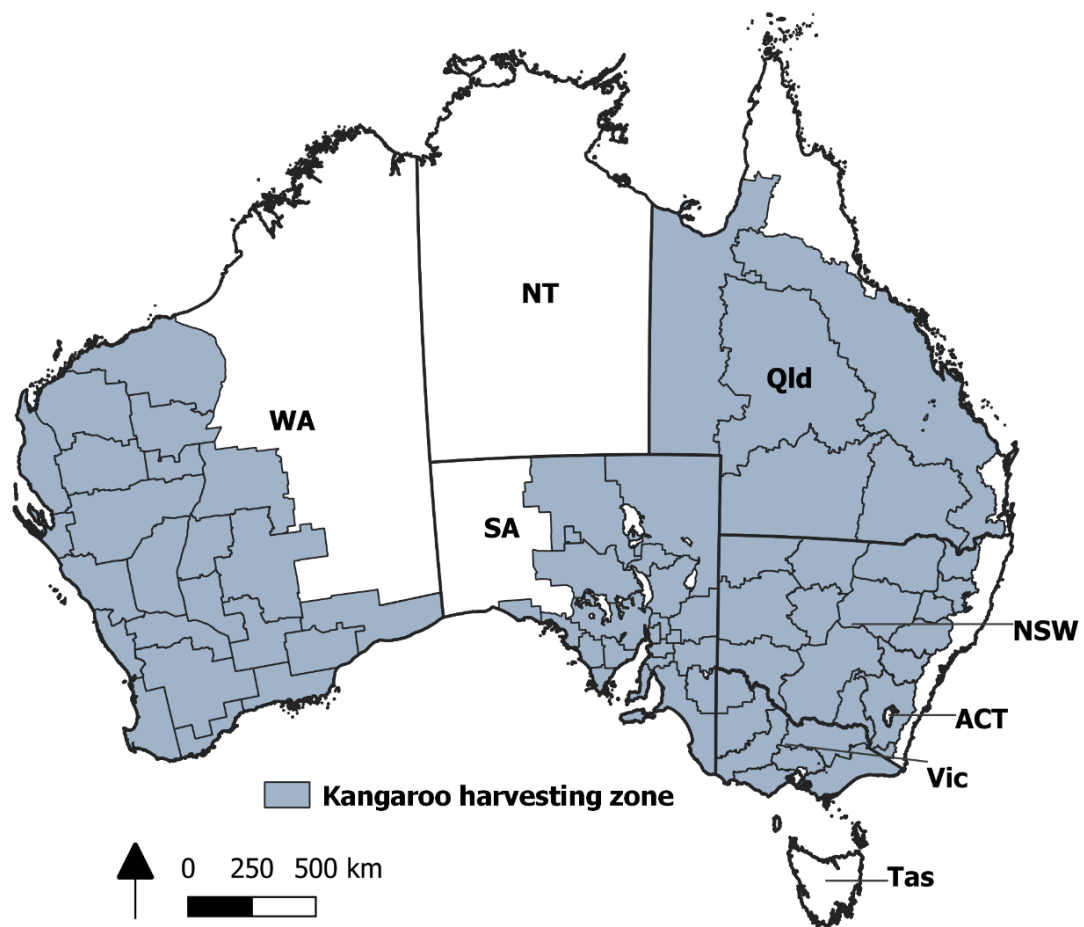 NT
Qld
WA
SA
NSW
ACT
Vic
Kangaroo harvesting zone
0 250 500 km
Tas